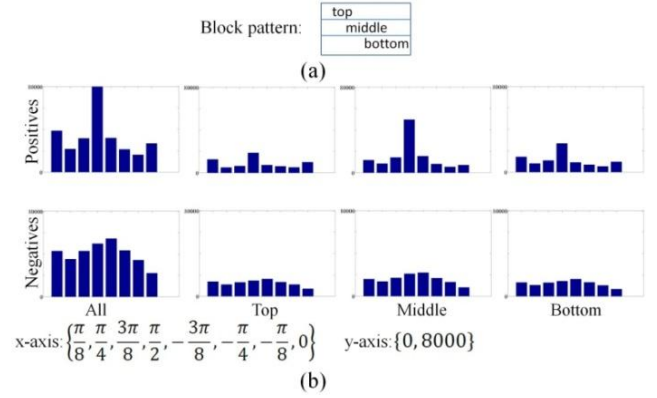 Block pattern:
top
middle
bottom
(a)
Positives
Negatives
All Top Middle Bottom
x-axis:{π/8, π/4, 3π/8, π/2, -3π/8, -π/4, -π/8, 0} y-axis:{0,8000}
(b)